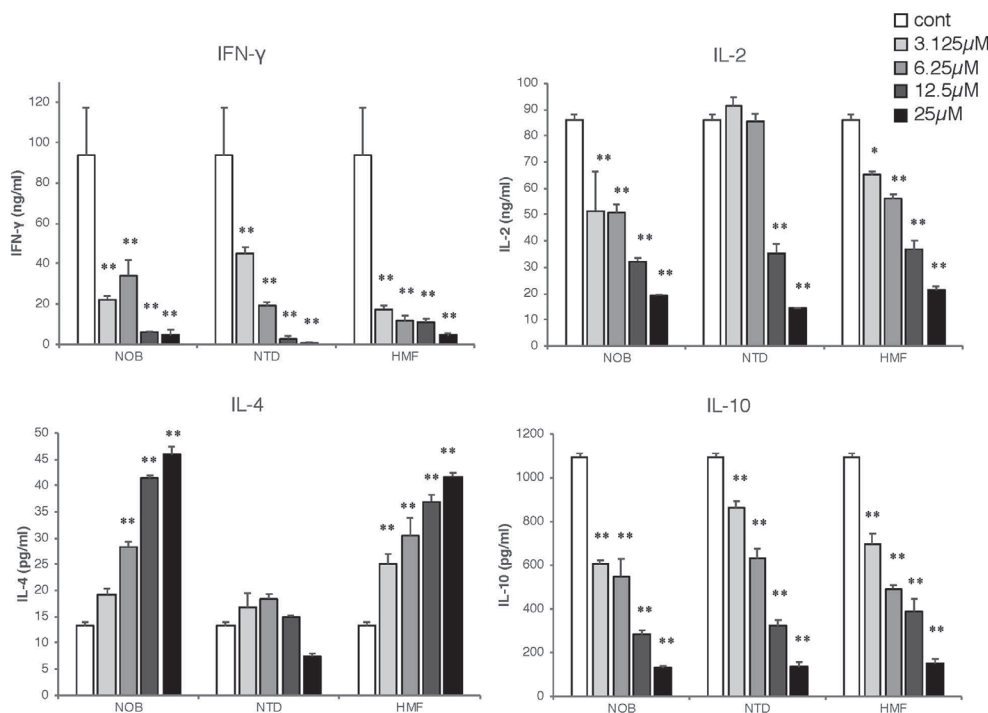 cont
3.125µM
6.25µM
12.5µM
25µM
IFN-γ
IFN-γ (ng/ml)
120
100
80
60
40
20
0
** ** ** **
** ** ** **
** ** ** **
NOB NTD HMF
IL-2
IL-2 (ng/ml)
100
90
80
70
60
50
40
30
20
10
0
** ** ** **
** **
* ** ** **
NOB NTD HMF
IL-4
IL-4 (pg/ml)
50
45
40
35
30
25
20
15
10
5
0
** ** **
** ** ** **
NOB NTD HMF
IL-10
IL-10 (pg/ml)
1200
1000
800
600
400
200
0
** ** ** **
** ** ** **
** ** ** **
NOB NTD HMF